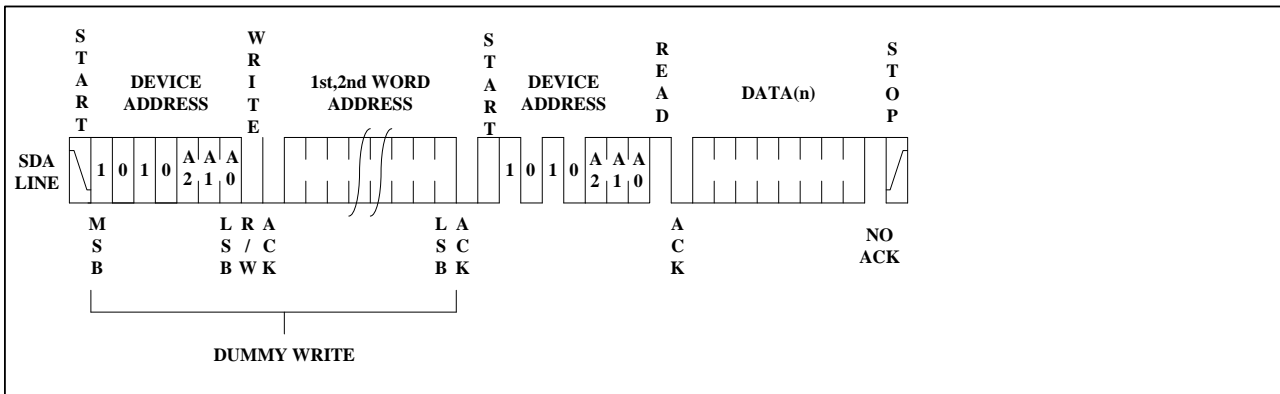 START
WRITE
START
READ
STOP
DEVICE
ADDRESS
1st,2nd WORD
ADDRESS
DEVICE
ADDRESS
DATA(n)
SDA
LINE
1 0 1 0 A2 A1 A0
1 0 1 0 A2 A1 A0
MSB
LSB
R/W
ACK
LSB
ACK
ACK
NO
ACK
DUMMY WRITE